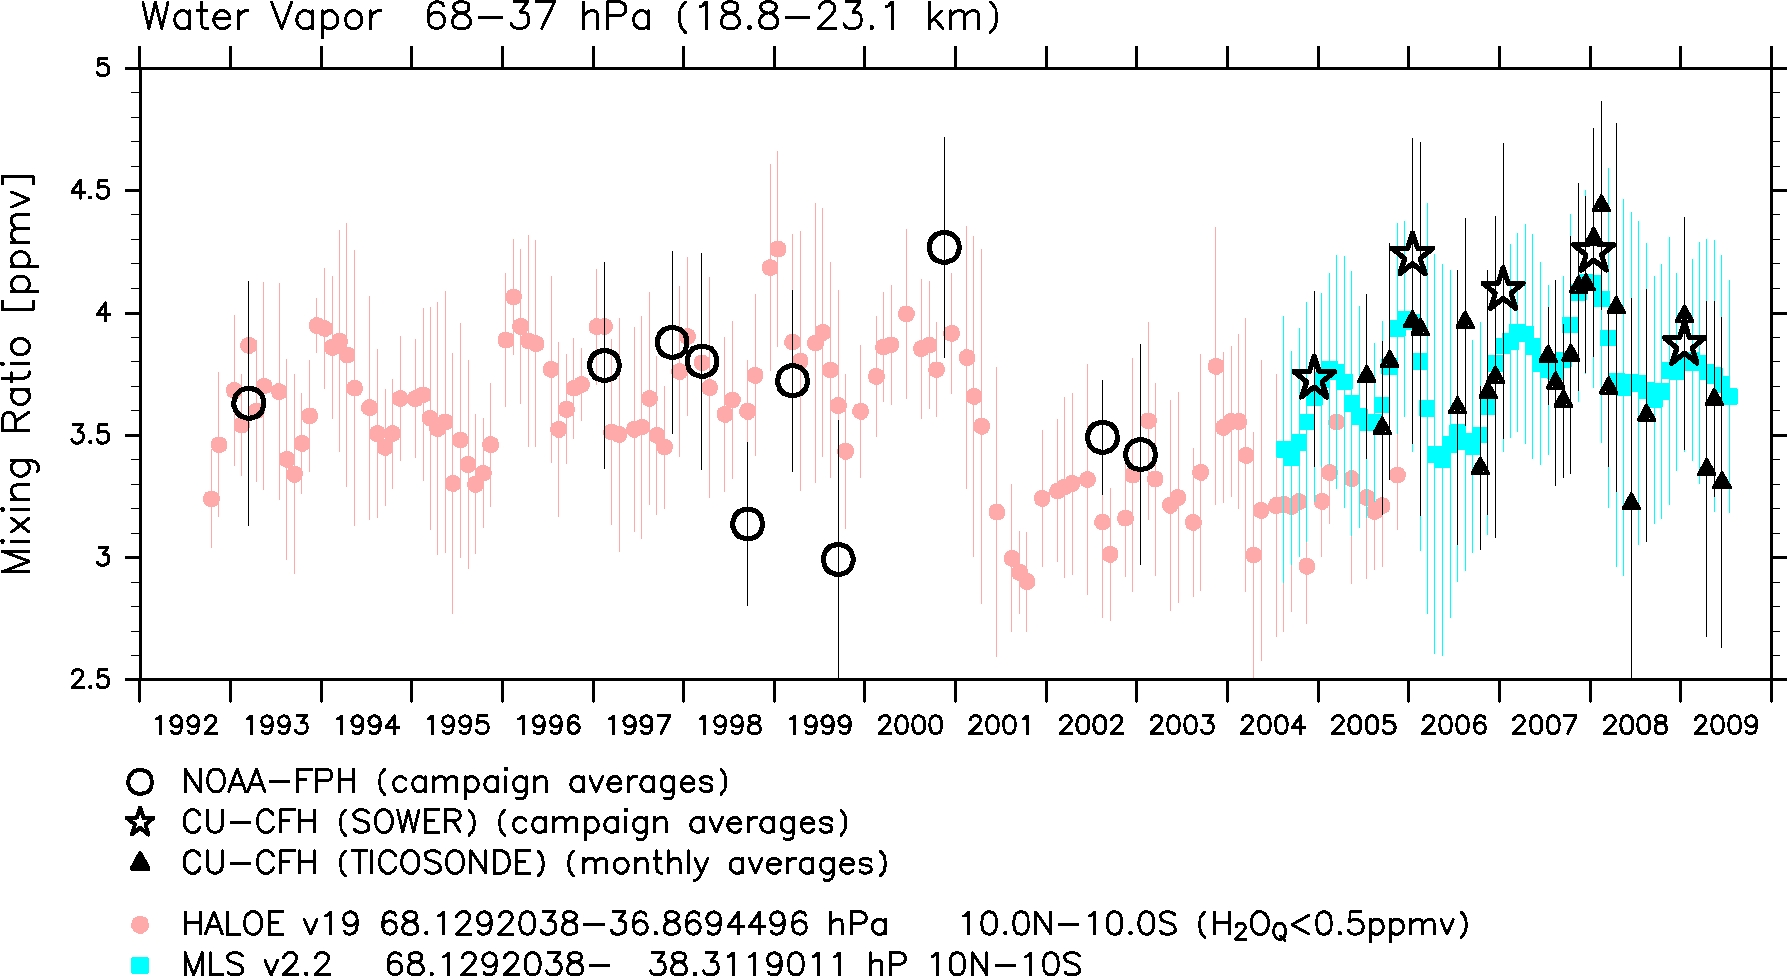 Water Vapor 68-37 hPa (18.8-23.1 km)
5
4.5
4
3.5
3
2.5
Mixing Ratio [ppmv]
1992 1993 1994 1995 1996 1997 1998 1999 2000 2001 2002 2003 2004 2005 2006 2007 2008 2009
NOAA-FPH (campaign averages)
CU-CFH (SOWER) (campaign averages)
CU-CFH (TICOSONDE) (monthly averages)
HALOE v19 68.1292038-36.8694496 hPa 10.0N-10.0S (H₂O_Q<0.5ppmv)
MLS v2.2 68.1292038- 38.3119011 hP 10N-10S